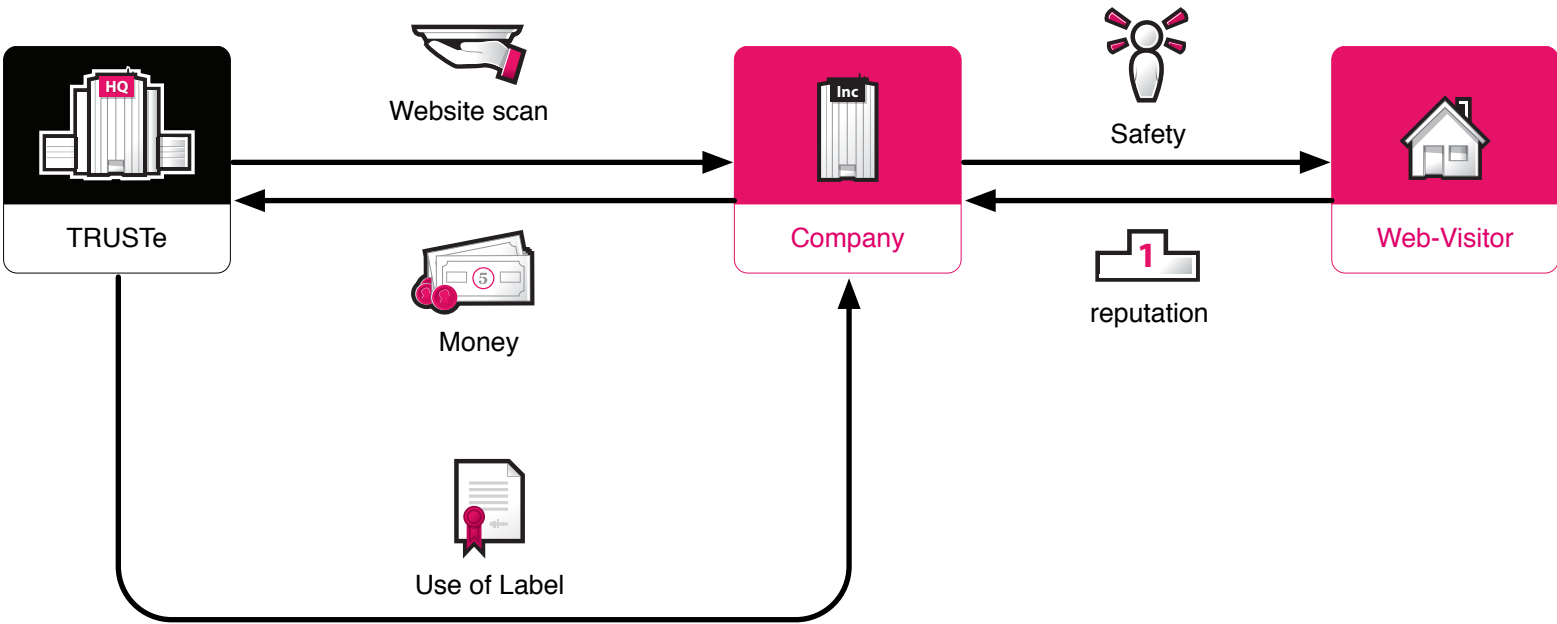 HQ
TRUSTe
Website scan
Money
5
Use of Label
Inc
Company
Safety
1
reputation
Web-Visitor